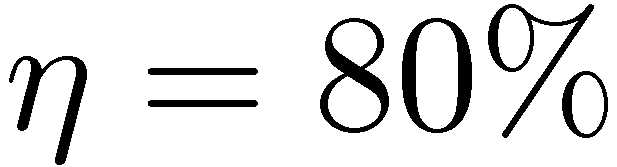 η = 80%